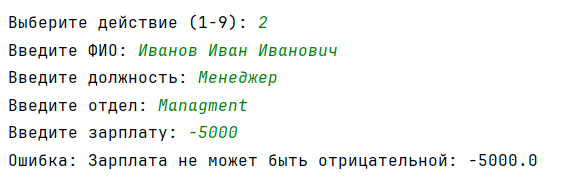 Выберите действие (1-9): 2
Введите ФИО: Иванов Иван Иванович
Введите должность: Менеджер
Введите отдел: Managment
Введите зарплату: -5000
Ошибка: Зарплата не может быть отрицательной: -5000.0